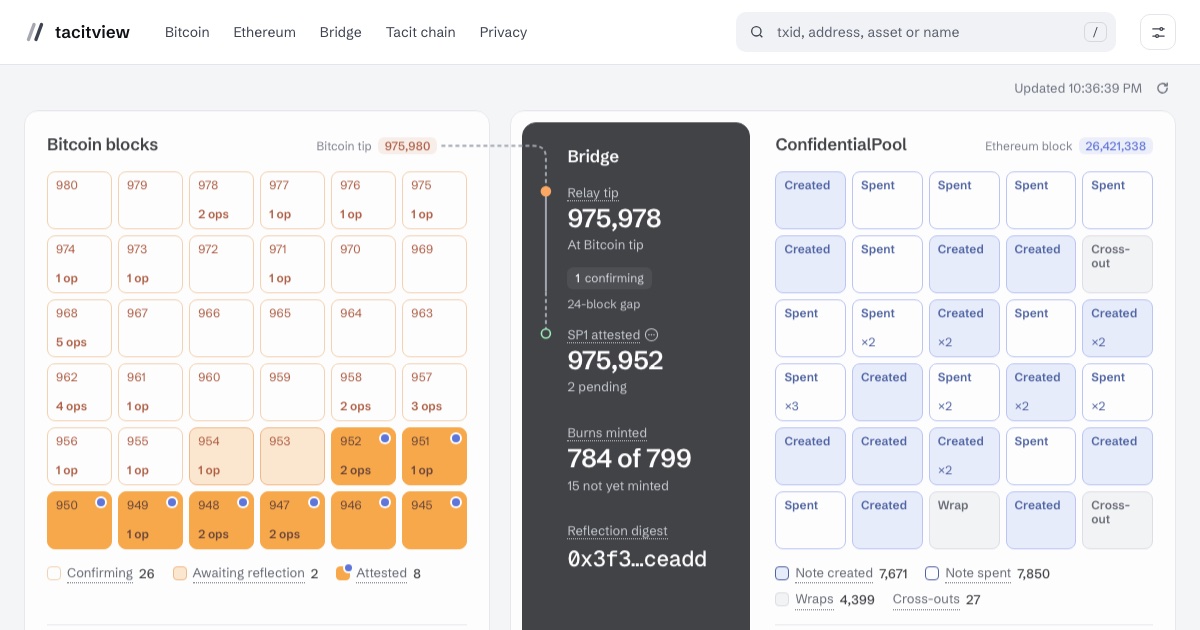 tacitview
Bitcoin
Ethereum
Bridge
Tacit chain
Privacy
txid, address, asset or name
/
Updated 10:36:39 PM
Bitcoin blocks
Bitcoin tip 975,980
980
979
978
2 ops
977
1 op
976
1 op
975
1 op
974
1 op
973
1 op
972
971
1 op
970
969
968
5 ops
967
966
965
964
963
962
4 ops
961
1 op
960
959
958
2 ops
957
3 ops
956
1 op
955
1 op
954
1 op
953
952
2 ops
951
1 op
950
949
1 op
948
2 ops
947
2 ops
946
945
Confirming 26
Awaiting reflection 2
Attested 8
Bridge
Relay tip
975,978
At Bitcoin tip
1 confirming
24-block gap
SP1 attested
975,952
2 pending
Burns minted
784 of 799
15 not yet minted
Reflection digest
0x3f3…ceadd
ConfidentialPool
Ethereum block 26,421,338
Created
Spent
Spent
Spent
Spent
Created
Spent
Created
Created
Cross-
out
Spent
Spent
×2
Created
×2
Spent
Created
×2
Spent
×3
Created
Spent
×2
Created
×2
Spent
×2
Created
Created
Created
×2
Spent
Created
Spent
Created
Wrap
Created
Cross-
out
Note created 7,671
Note spent 7,850
Wraps 4,399
Cross-outs 27